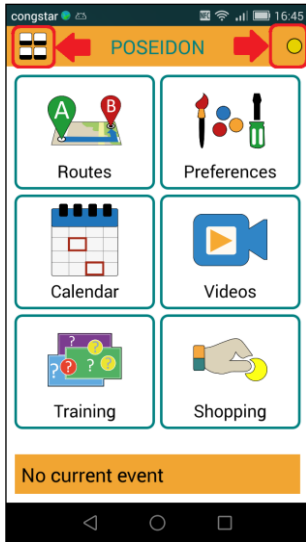 congstar 16:45
POSEIDON
A B
Routes Preferences
Calendar Videos
? ? ? ? ?
Training Shopping
No current event